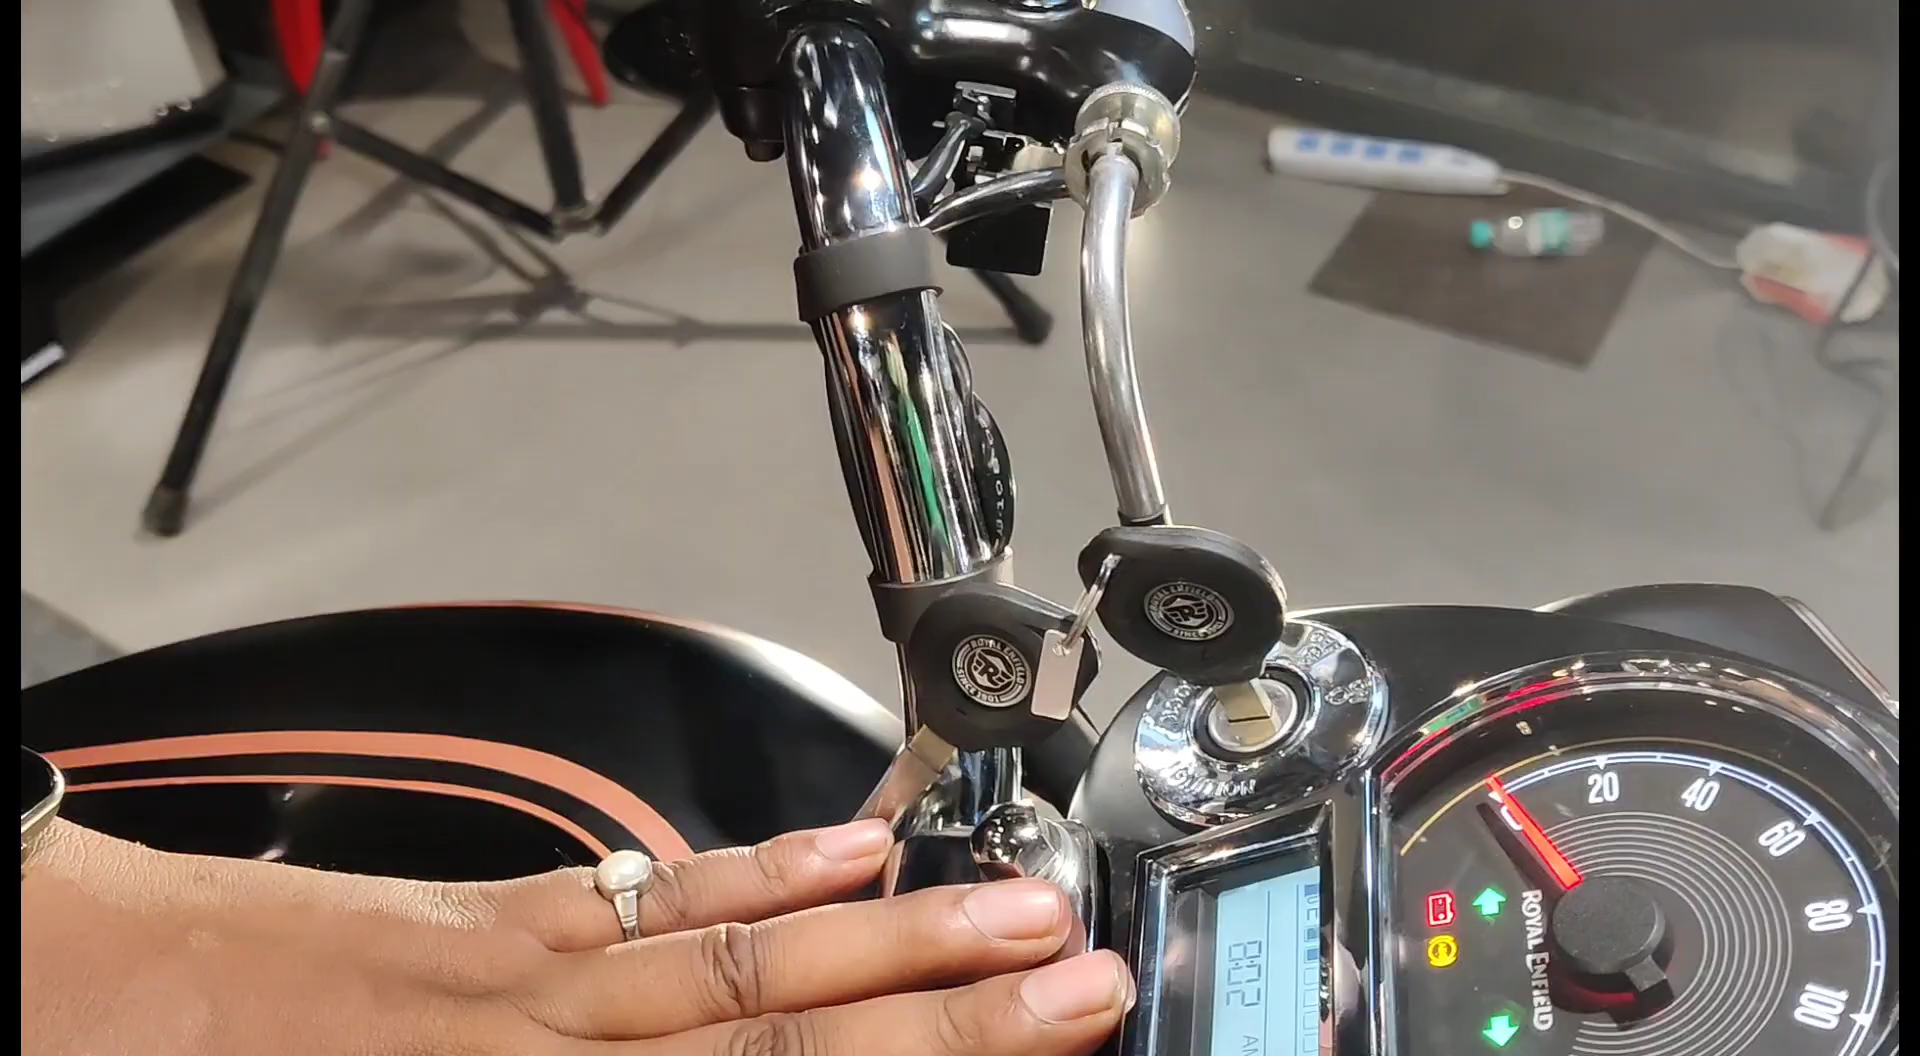 ROYAL ENFIELD
SINCE 1901
ROYAL ENFIELD
SINCE 1901
IGNITION
20
40
60
80
100
ROYAL ENFIELD
8:02